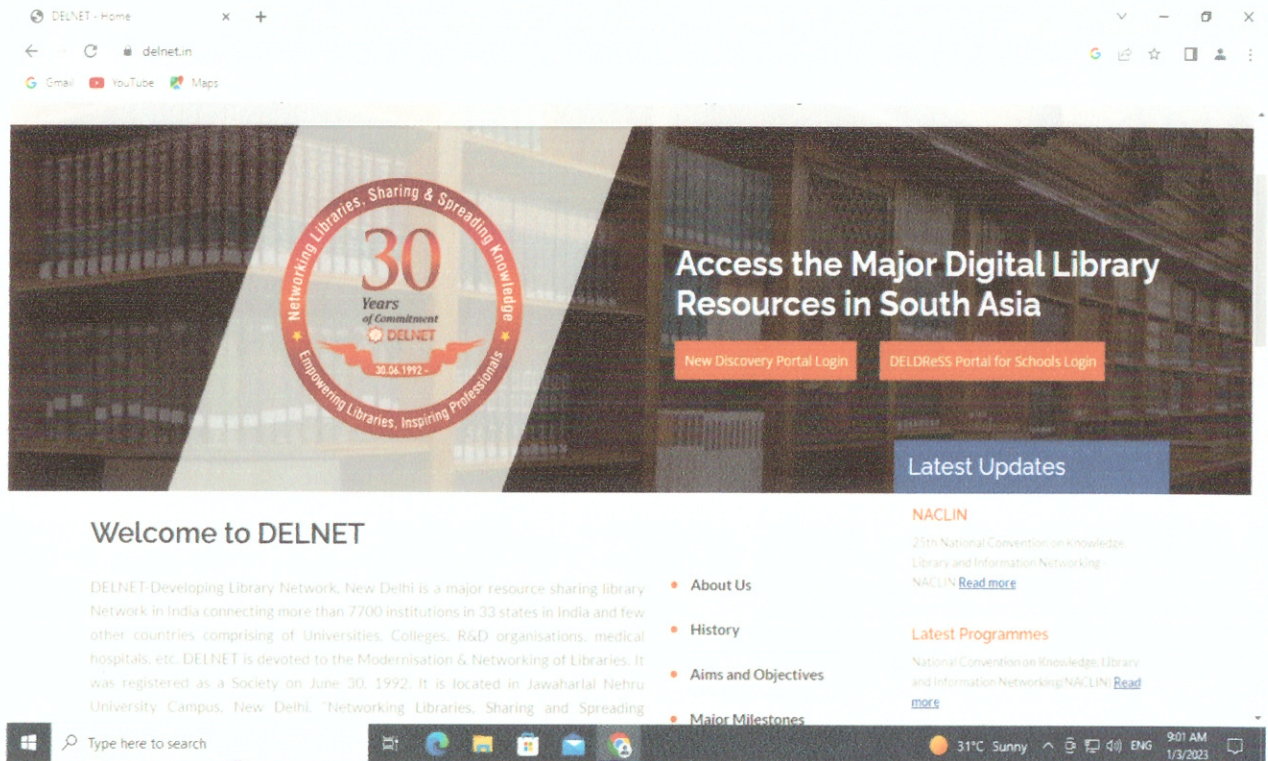 DELNET - Home
delnet.in
Gmail YouTube Maps
Networking Libraries, Sharing & Spreading Knowledge
30
Years
of Commitment
DELNET
30.06.1992 -
Empowering Libraries, Inspiring Professionals
Access the Major Digital Library
Resources in South Asia
New Discovery Portal Login DELDReSS Portal for Schools Login
Latest Updates
Welcome to DELNET
DELNET-Developing Library Network, New Delhi is a major resource sharing library
Network in India connecting more than 7700 institutions in 33 states in India and few
other countries comprising of Universities, Colleges, R&D organisations, medical
hospitals, etc. DELNET is devoted to the Modernisation & Networking of Libraries. It
was registered as a Society on June 30, 1992. It is located in Jawaharlal Nehru
University Campus, New Delhi. "Networking Libraries, Sharing and Spreading
About Us
History
Aims and Objectives
Major Milestones
NACLIN
25th National Convention on Knowledge,
Library and Information Networking -
NACLIN Read more
Latest Programmes
National Convention on Knowledge, Library
and Information Networking(NACLIN) Read
more
Type here to search
31°C Sunny ENG 9:01 AM
1/3/2023